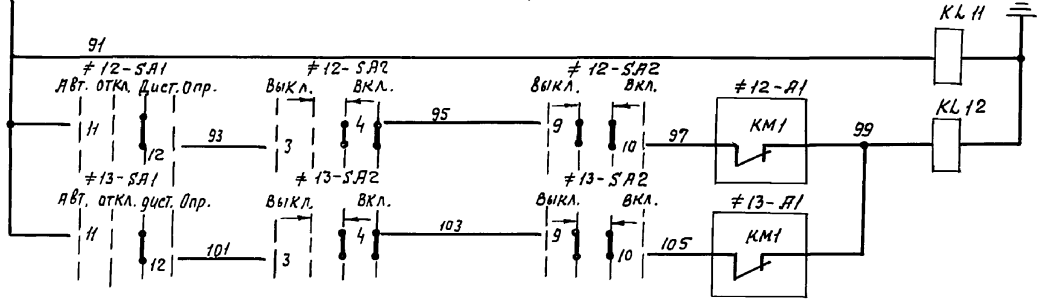 KL11
91
≠12-SA1 ≠12-SA2 ≠12-SA2
Авт. откл. Дист. Опр. Выкл. Вкл. Выкл. Вкл. ≠12-A1 KL12
11 12 93 3 4 95 9 10 97 KM1 99
≠13-SA1 ≠13-SA2 ≠13-SA2
Авт. откл. дист. Опр. Выкл. Вкл. Выкл. Вкл. ≠13-A1
11 12 101 3 4 103 9 10 105 KM1